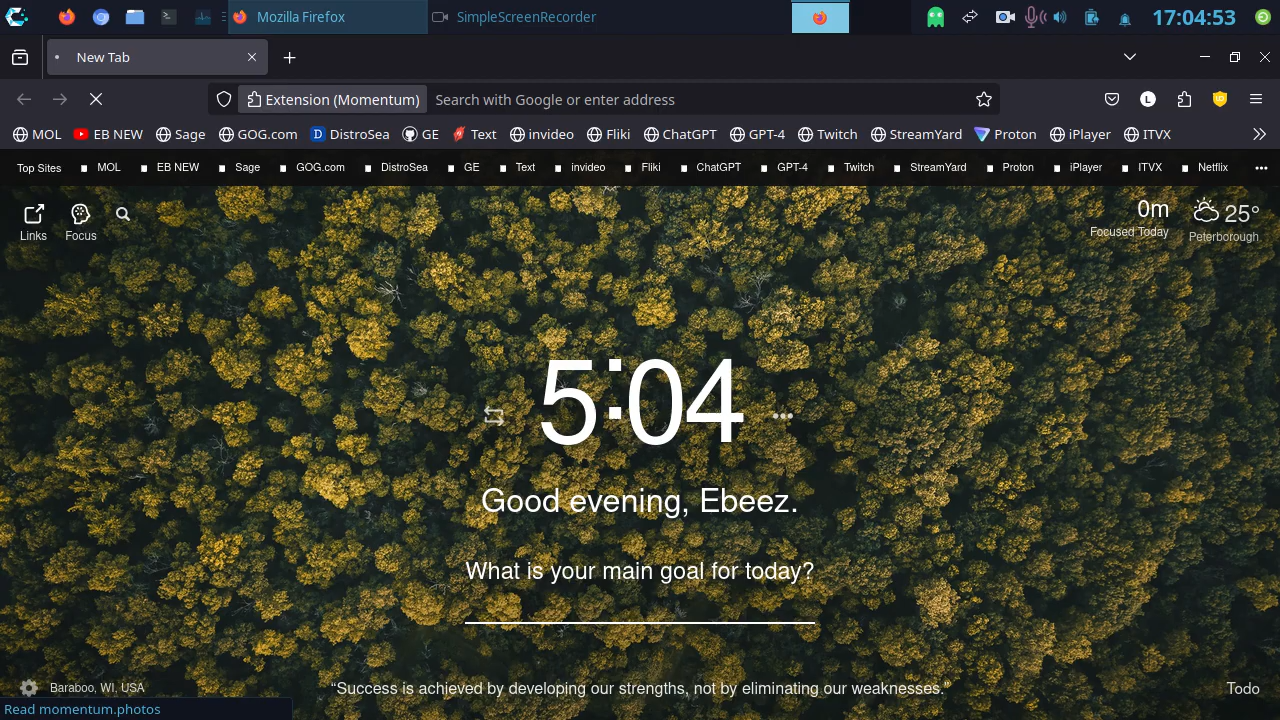 Mozilla Firefox
SimpleScreenRecorder
17:04:53
New Tab
Extension (Momentum)
Search with Google or enter address
L
MOL
EB NEW
Sage
GOG.com
D
DistroSea
GE
Text
invideo
Fliki
ChatGPT
GPT-4
Twitch
StreamYard
Proton
iPlayer
ITVX
Top Sites
MOL
EB NEW
Sage
GOG.com
DistroSea
GE
Text
invideo
Fliki
ChatGPT
GPT-4
Twitch
StreamYard
Proton
iPlayer
ITVX
Netflix
Links
Focus
0m
Focused Today
25°
Peterborough
5:04
Good evening, Ebeez.
What is your main goal for today?
Baraboo, WI, USA
“Success is achieved by developing our strengths, not by eliminating our weaknesses.”
Todo
Read momentum.photos